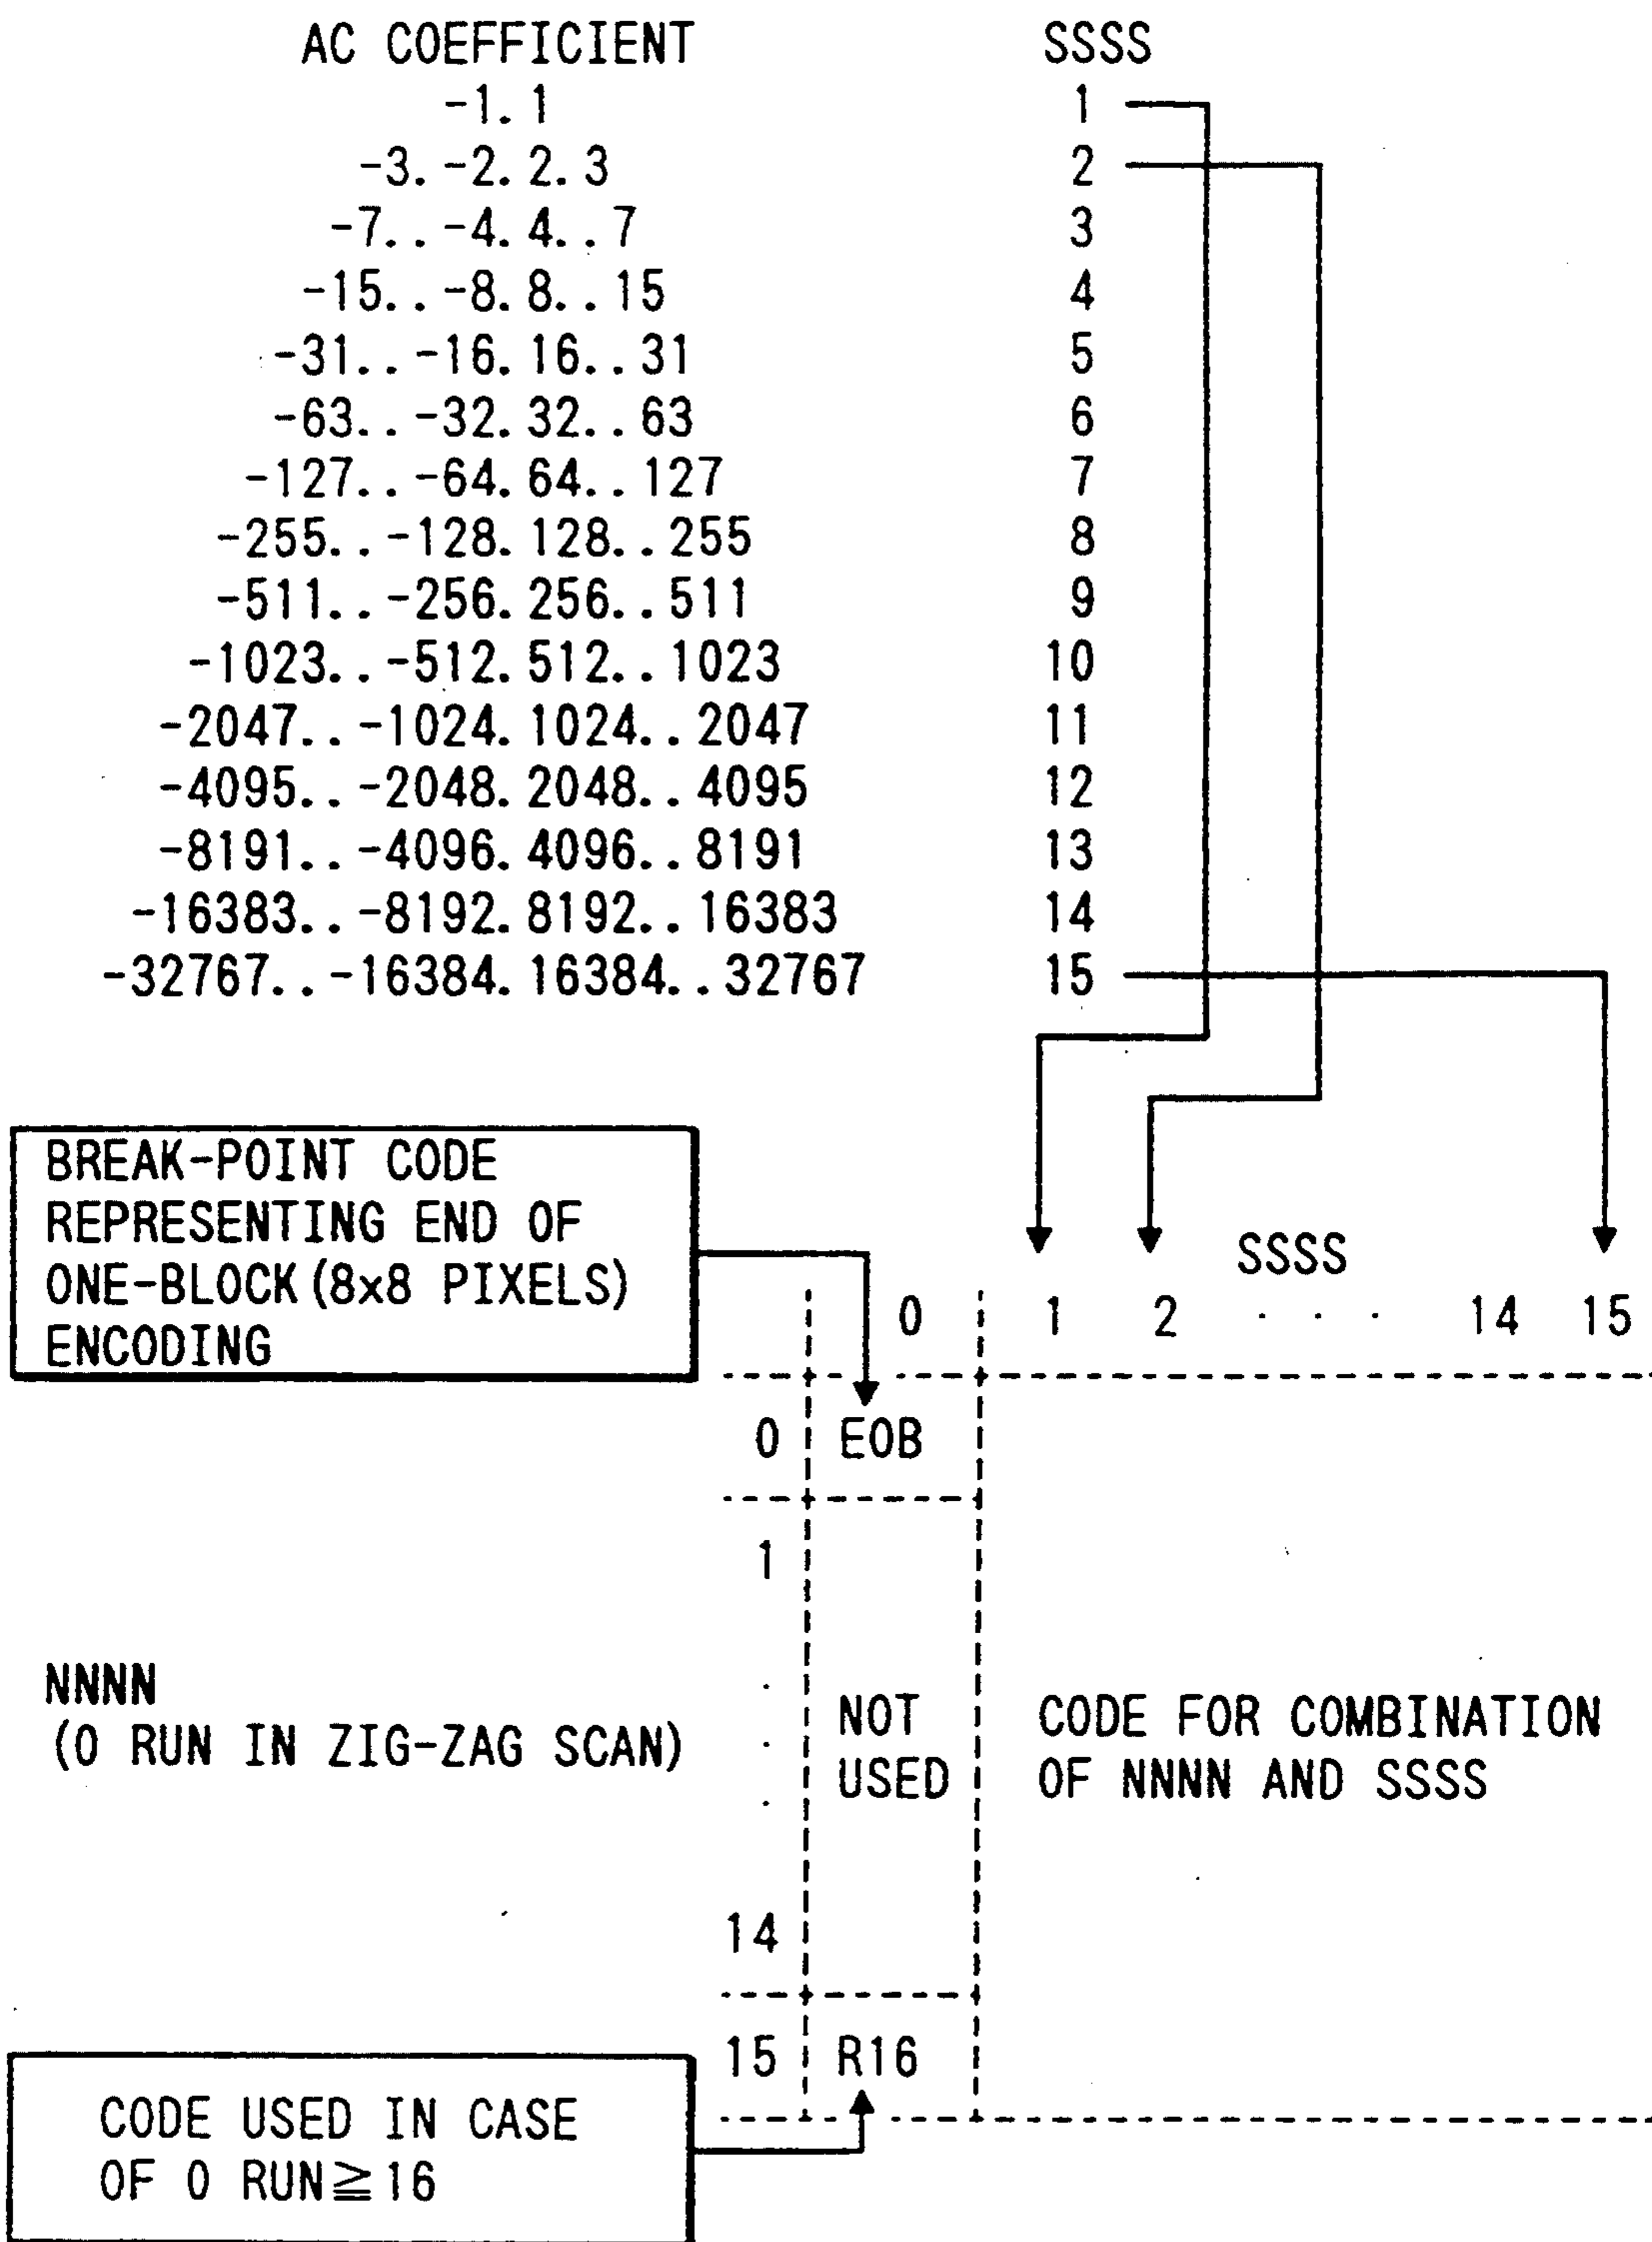 AC COEFFICIENT SSSS
-1. 1 1
-3. -2. 2. 3 2
-7. . -4. 4. . 7 3
-15. . -8. 8. . 15 4
-31. . -16. 16. . 31 5
-63. . -32. 32. . 63 6
-127. . -64. 64. . 127 7
-255. . -128. 128. . 255 8
-511. . -256. 256. . 511 9
-1023. . -512. 512. . 1023 10
-2047. . -1024. 1024. . 2047 11
-4095. . -2048. 2048. . 4095 12
-8191. . -4096. 4096. . 8191 13
-16383. . -8192. 8192. . 16383 14
-32767. . -16384. 16384. . 32767 15
BREAK-POINT CODE
REPRESENTING END OF
ONE-BLOCK (8x8 PIXELS)
ENCODING
SSSS
0 1 2 · · · 14 15
0 EOB
1
NNNN
(0 RUN IN ZIG-ZAG SCAN)
·
·
·
NOT
USED
CODE FOR COMBINATION
OF NNNN AND SSSS
14
15 R16
CODE USED IN CASE
OF 0 RUN≧16